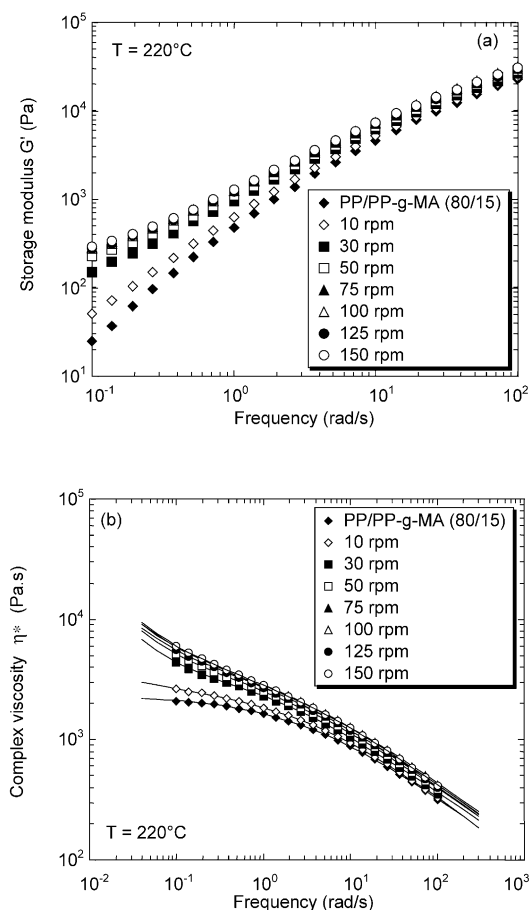 (a)
T = 220°C
Storage modulus G' (Pa)
10^5
10^4
10^3
10^2
10^1
PP/PP-g-MA (80/15)
10 rpm
30 rpm
50 rpm
75 rpm
100 rpm
125 rpm
150 rpm
10^-1 10^0 10^1 10^2
Frequency (rad/s)
(b)
Complex viscosity η* (Pa.s)
10^5
10^4
10^3
10^2
PP/PP-g-MA (80/15)
10 rpm
30 rpm
50 rpm
75 rpm
100 rpm
125 rpm
150 rpm
T = 220°C
10^-2 10^-1 10^0 10^1 10^2 10^3
Frequency (rad/s)